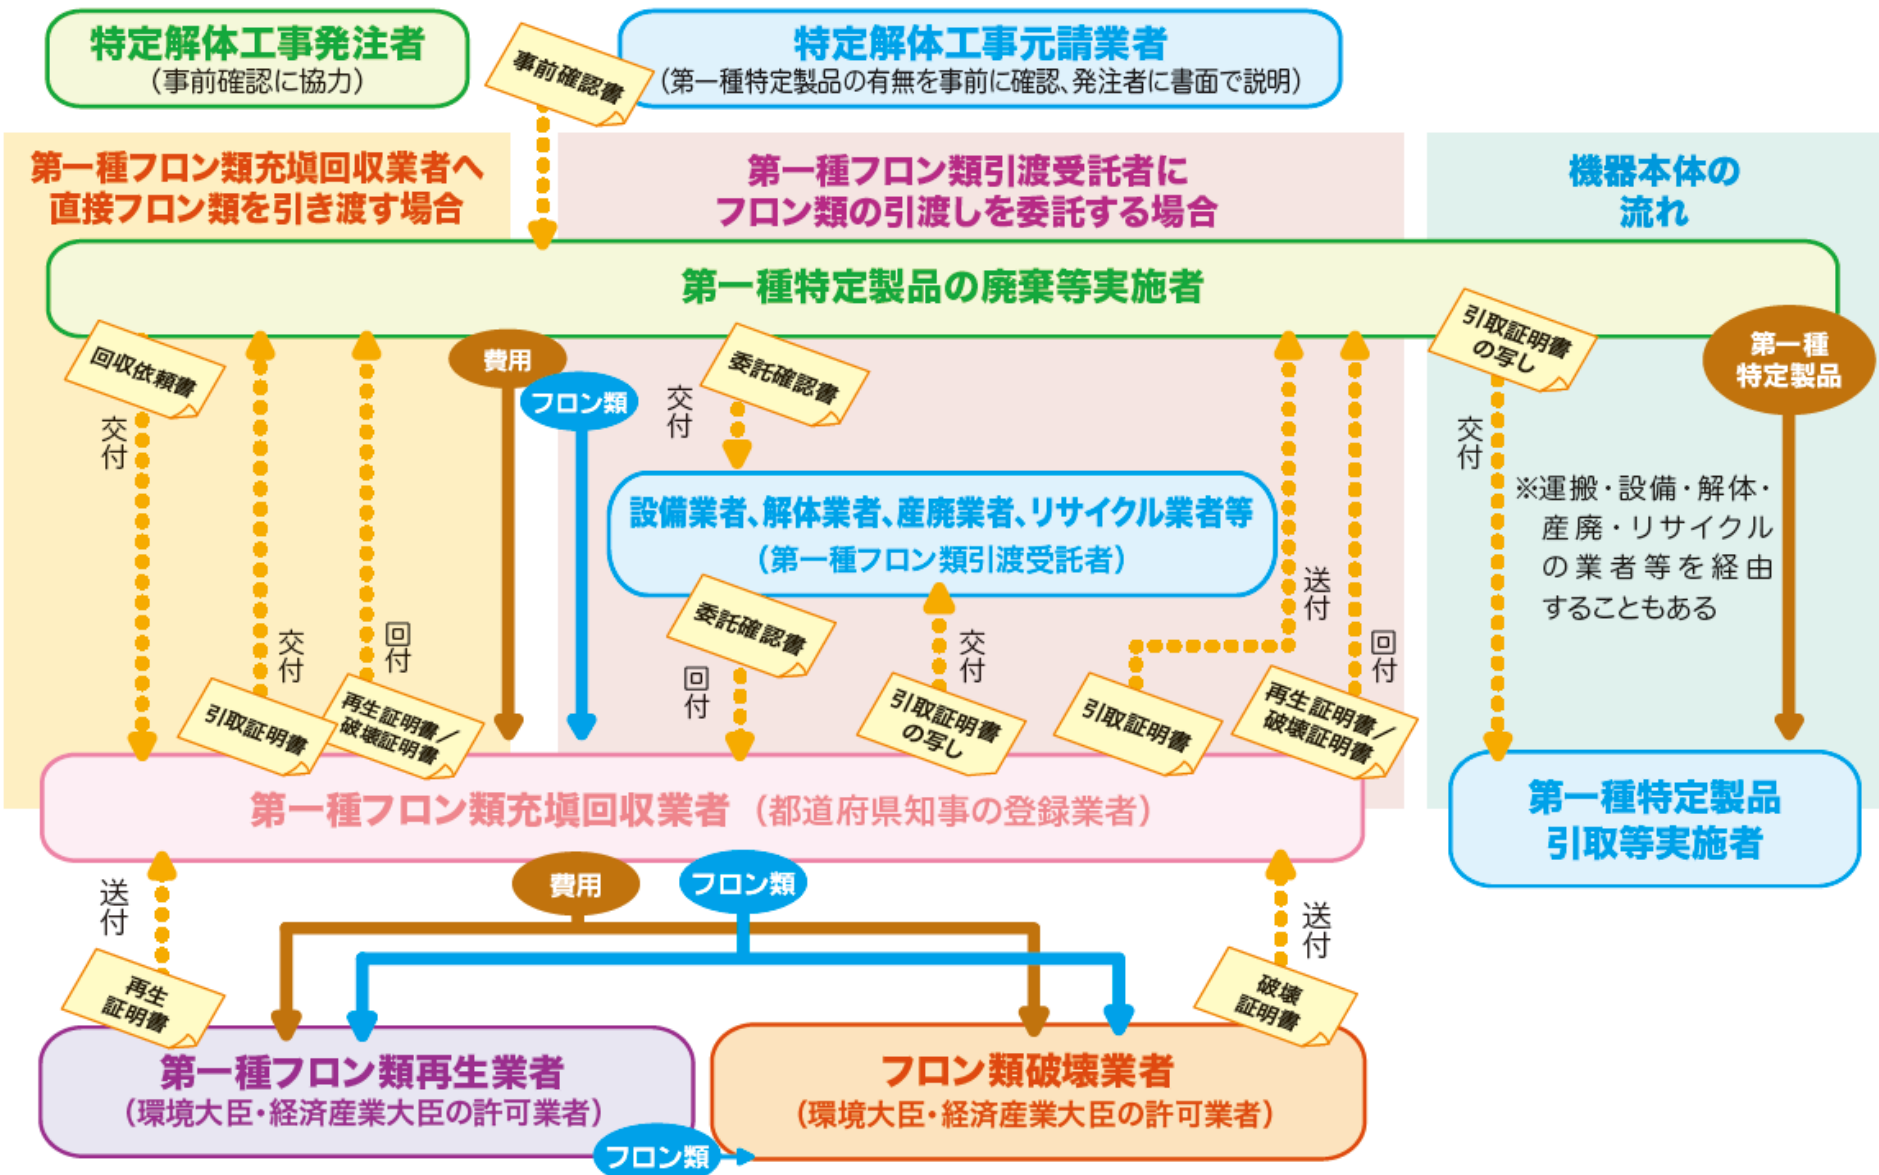 特定解体工事発注者
（事前確認に協力）
事前確認書
特定解体工事元請業者
（第一種特定製品の有無を事前に確認、発注者に書面で説明）
第一種フロン類充塡回収業者へ
直接フロン類を引き渡す場合
第一種フロン類引渡受託者に
フロン類の引渡しを委託する場合
機器本体の
流れ
第一種特定製品の廃棄等実施者
回収依頼書
交付
引取証明書
交付
再生証明書／
破壊証明書
回付
費用
フロン類
委託確認書
交付
設備業者、解体業者、産廃業者、リサイクル業者等
（第一種フロン類引渡受託者）
委託確認書
回付
引取証明書
の写し
交付
引取証明書
送付
再生証明書／
破壊証明書
回付
引取証明書
の写し
交付
第一種
特定製品
※運搬・設備・解体・
産廃・リサイクル
の業者等を経由
することもある
第一種フロン類充塡回収業者（都道府県知事の登録業者）
第一種特定製品
引取等実施者
送付
再生
証明書
費用
フロン類
送付
破壊
証明書
第一種フロン類再生業者
（環境大臣・経済産業大臣の許可業者）
フロン類
フロン類破壊業者
（環境大臣・経済産業大臣の許可業者）